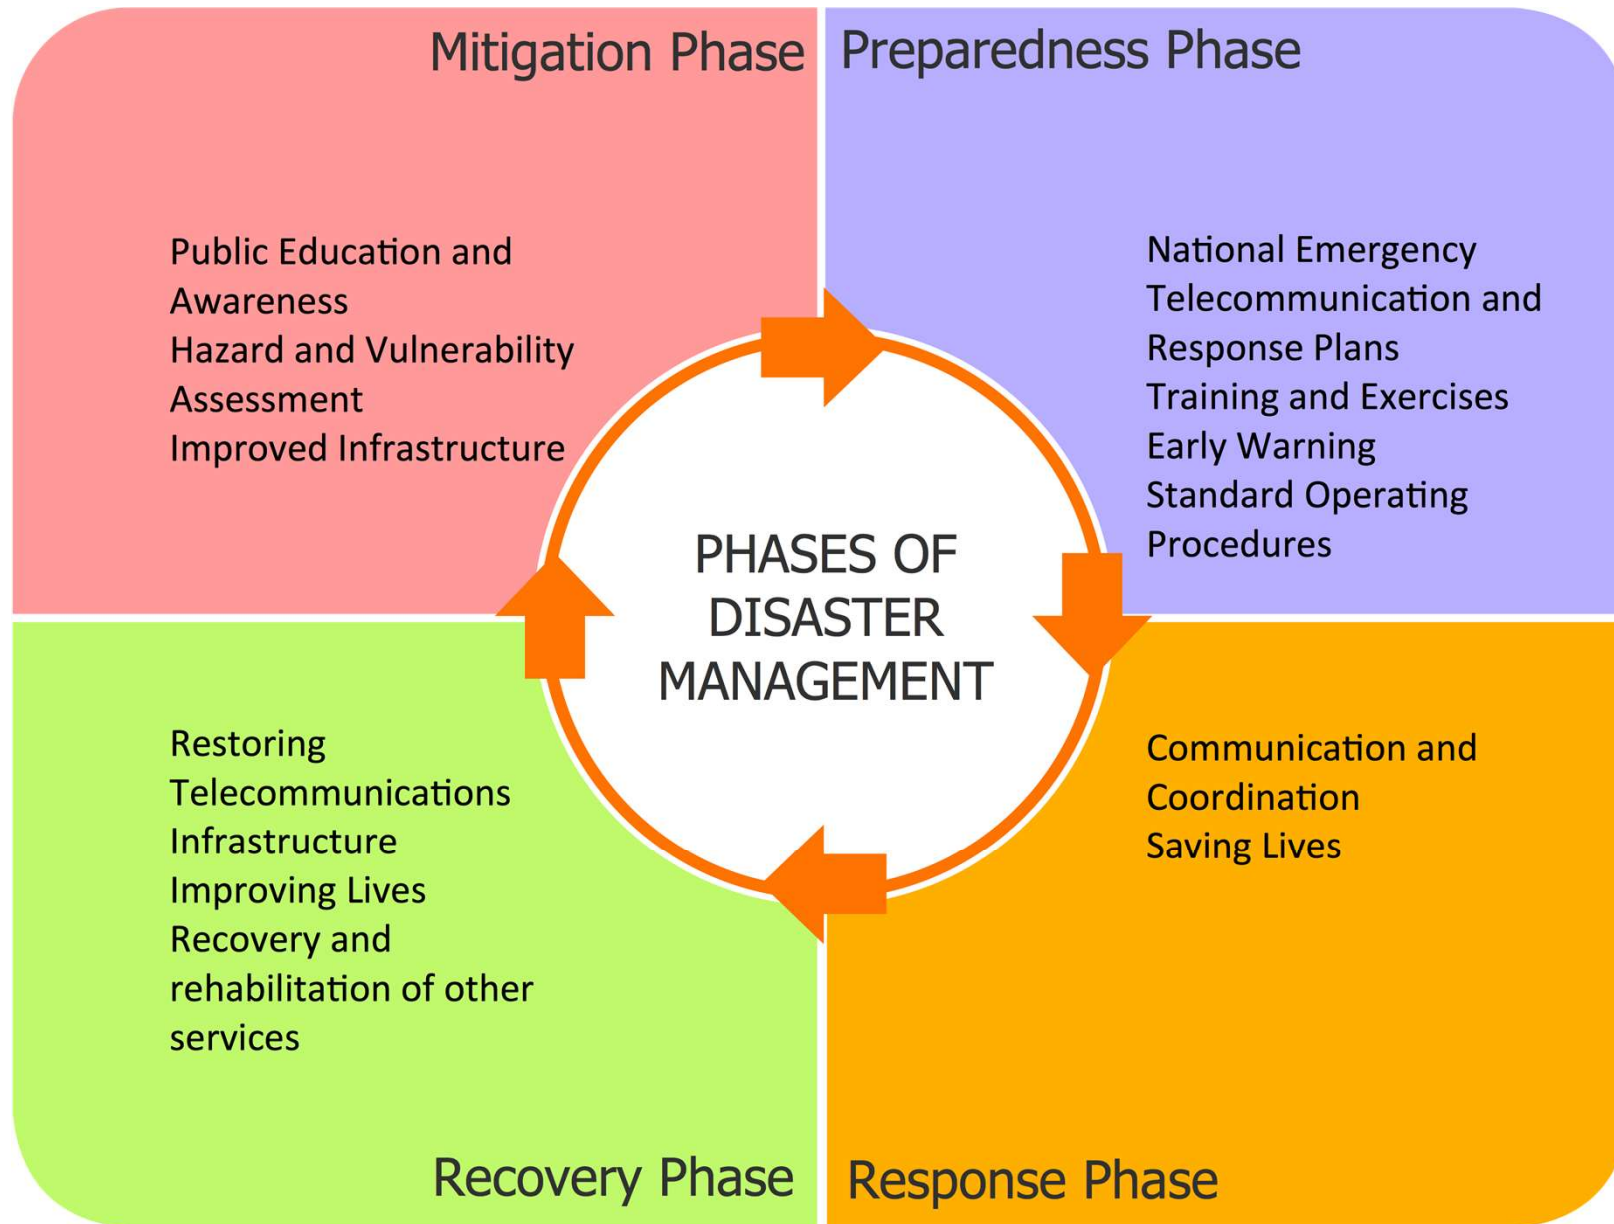 Mitigation Phase
Public Education and
Awareness
Hazard and Vulnerability
Assessment
Improved Infrastructure
Preparedness Phase
National Emergency
Telecommunication and
Response Plans
Training and Exercises
Early Warning
Standard Operating
Procedures
PHASES OF
DISASTER
MANAGEMENT
Restoring
Telecommunications
Infrastructure
Improving Lives
Recovery and
rehabilitation of other
services
Recovery Phase
Communication and
Coordination
Saving Lives
Response Phase